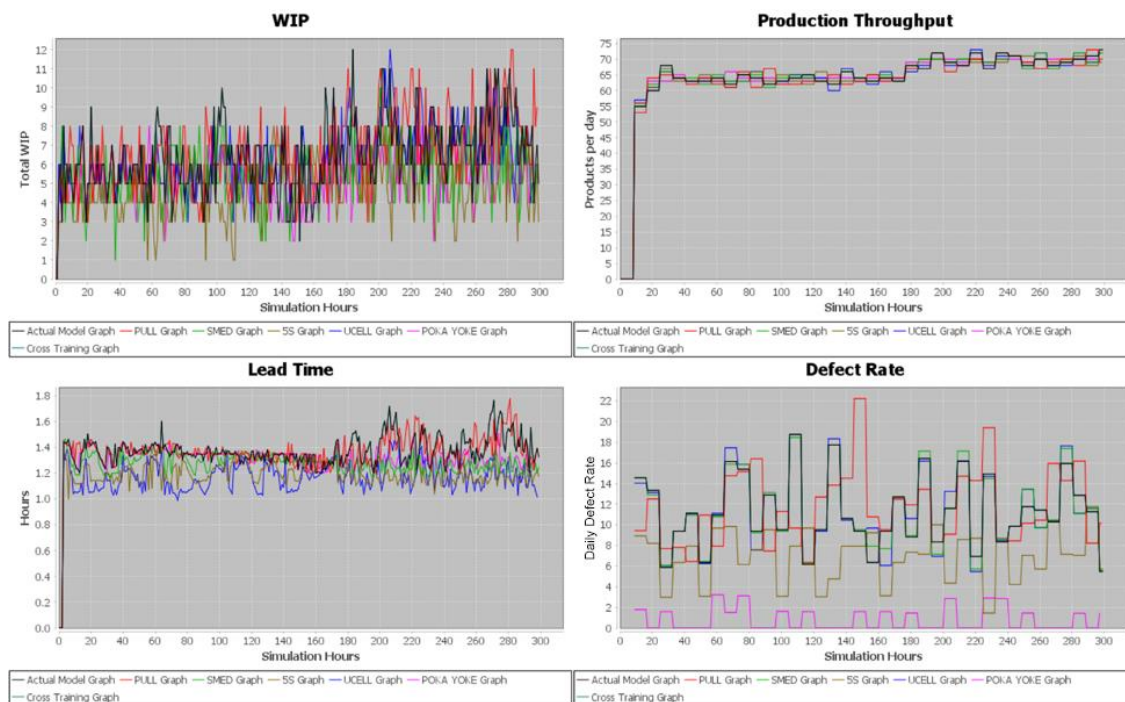 WIP
12
11
10
9
8
7
6
5
4
3
2
1
0
Total WIP
0 20 40 60 80 100 120 140 160 180 200 220 240 260 280 300
Simulation Hours
Actual Model Graph PULL Graph SMED Graph 5S Graph UCELL Graph POKA YOKE Graph
Cross Training Graph
Production Throughput
75
70
65
60
55
50
45
40
35
30
25
20
15
10
5
0
Products per day
0 20 40 60 80 100 120 140 160 180 200 220 240 260 280 300
Simulation Hours
Actual Model Graph PULL Graph SMED Graph 5S Graph UCELL Graph POKA YOKE Graph
Cross Training Graph
Lead Time
1.8
1.6
1.4
1.2
1.0
0.8
0.6
0.4
0.2
0.0
Hours
0 20 40 60 80 100 120 140 160 180 200 220 240 260 280 300
Simulation Hours
Actual Model Graph PULL Graph SMED Graph 5S Graph UCELL Graph POKA YOKE Graph
Cross Training Graph
Defect Rate
22
20
18
16
14
12
10
8
6
4
2
0
Daily Defect Rate
0 20 40 60 80 100 120 140 160 180 200 220 240 260 280 300
Simulation Hours
Actual Model Graph PULL Graph SMED Graph 5S Graph UCELL Graph POKA YOKE Graph
Cross Training Graph